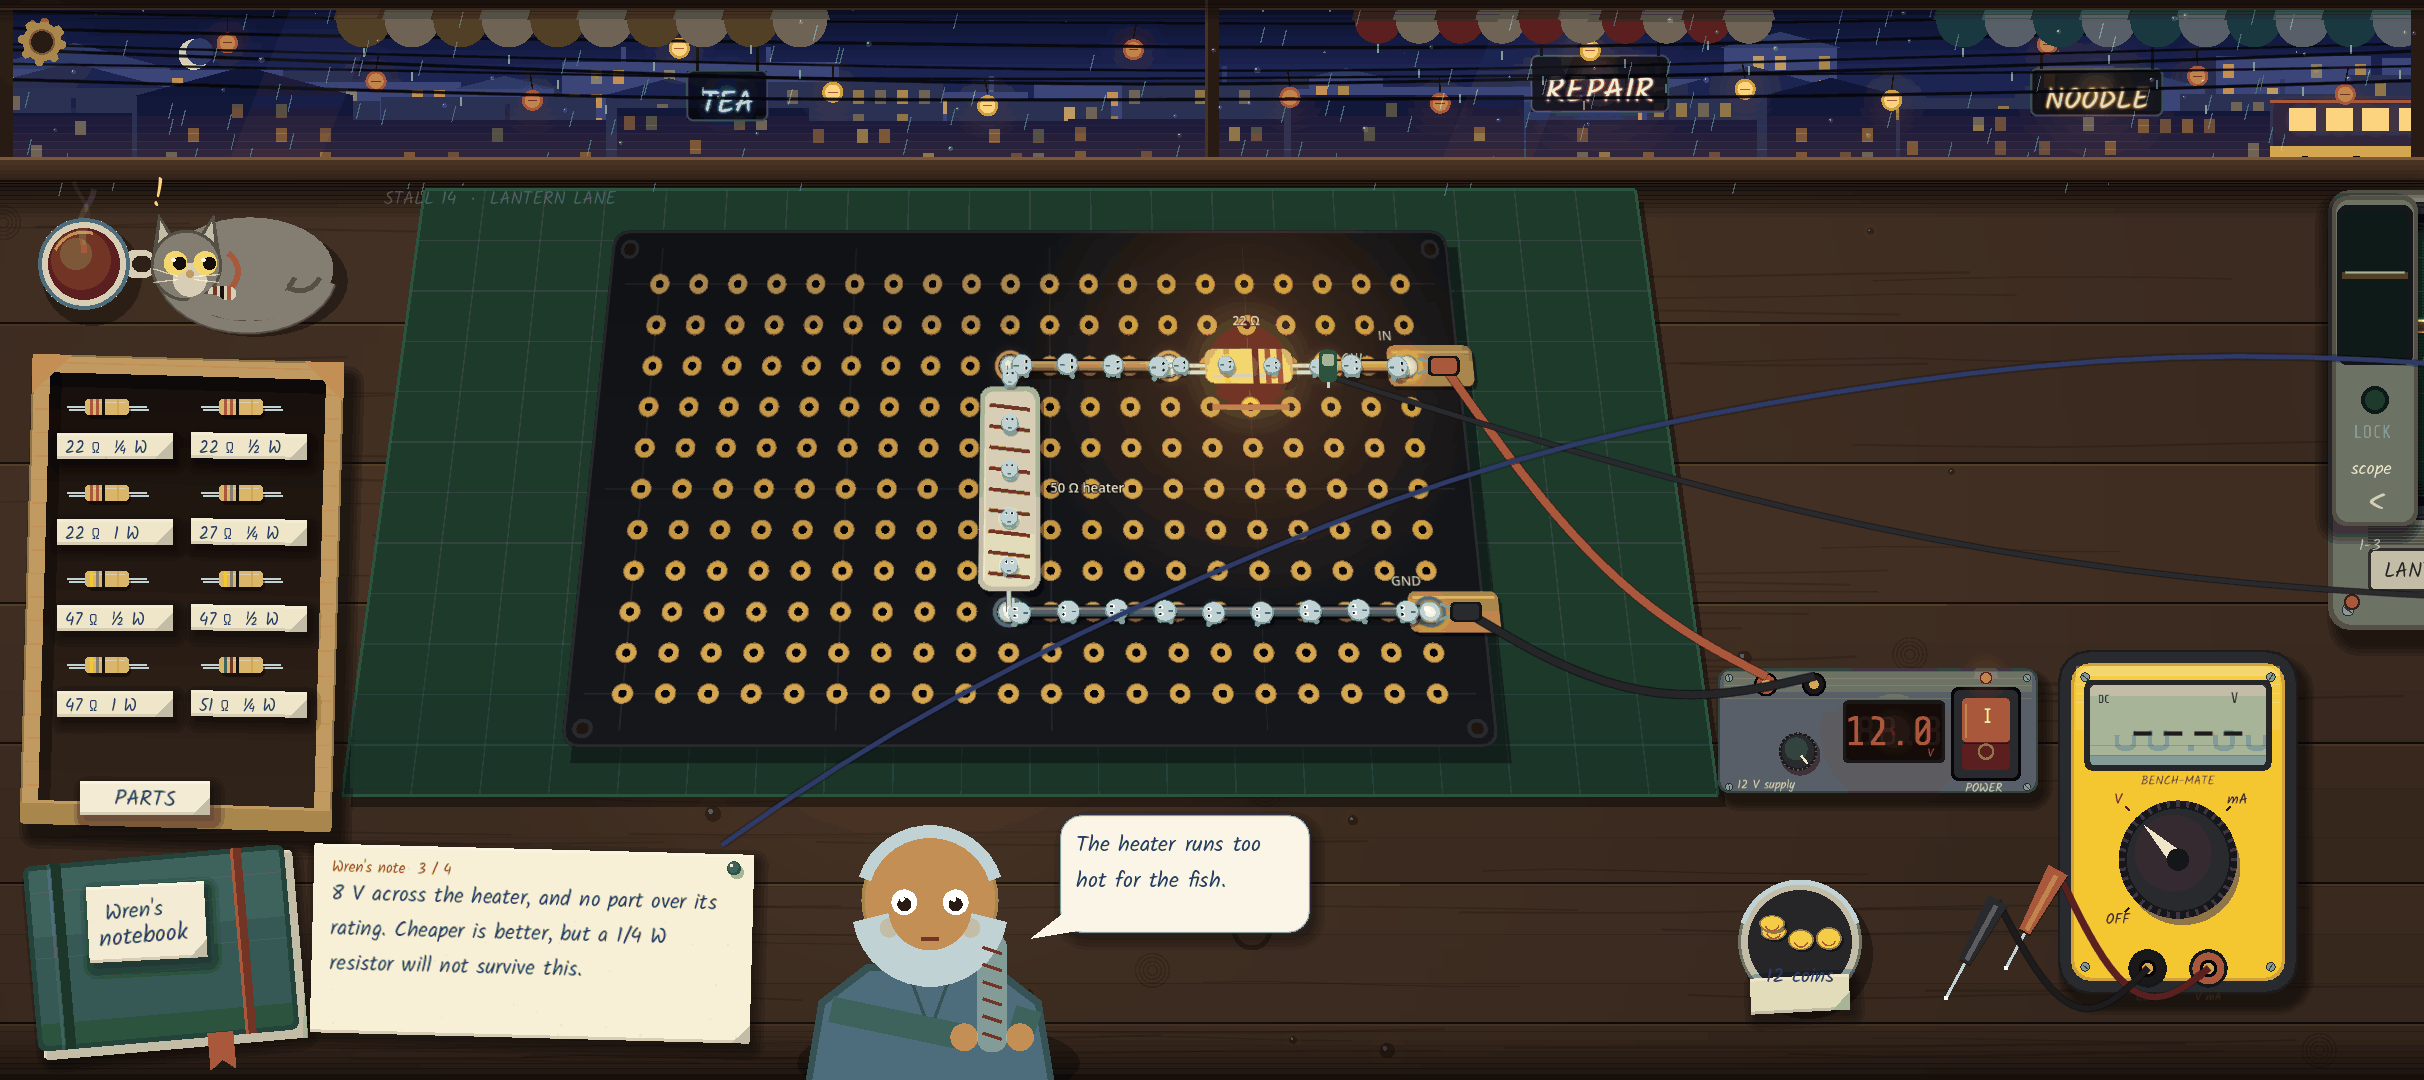 TEA
REPAIR
NOODLE
STALL 14 · LANTERN LANE
22 Ω
IN
50 Ω heater
GND
22 Ω ¼ W
22 Ω ½ W
22 Ω 1 W
27 Ω ¼ W
47 Ω ½ W
47 Ω ½ W
47 Ω 1 W
51 Ω ¼ W
PARTS
LOCK
scope
<
1-3
LAN
12.0
V
I
12 V supply
POWER
DC
V
----
BENCH-MATE
V
mA
OFF
Wren's
notebook
Wren's note 3 / 4
8 V across the heater, and no part over its
rating. Cheaper is better, but a 1/4 W
resistor will not survive this.
The heater runs too
hot for the fish.
12 coins